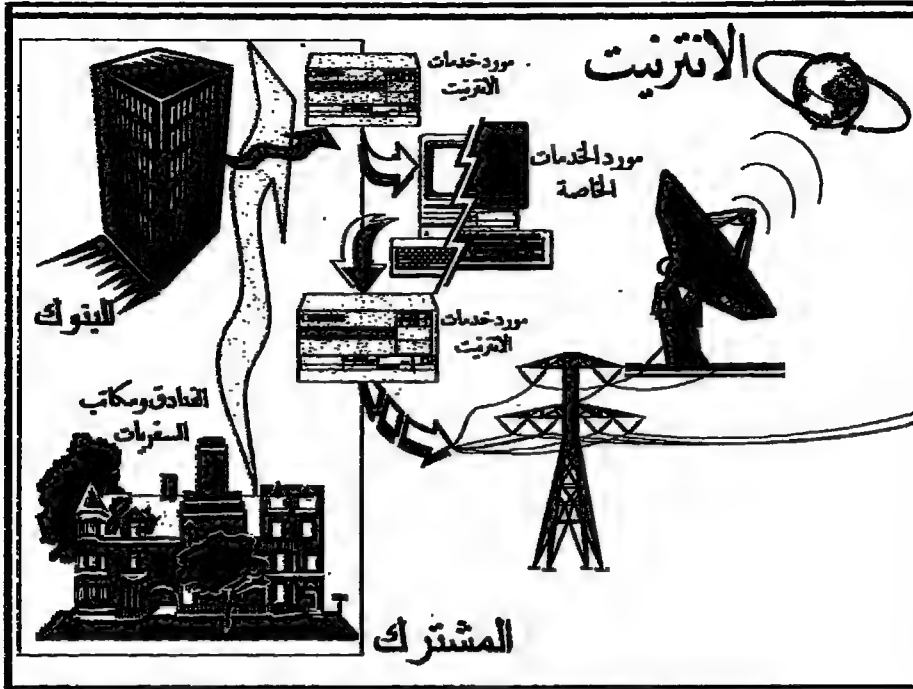 الانترنيت
مورد خدمات
الانترنيت
مورد الخدمات
الخاصة
البنوك
مورد خدمات
الانترنيت
الفنادق ومكاتب
السفريات
المشترك